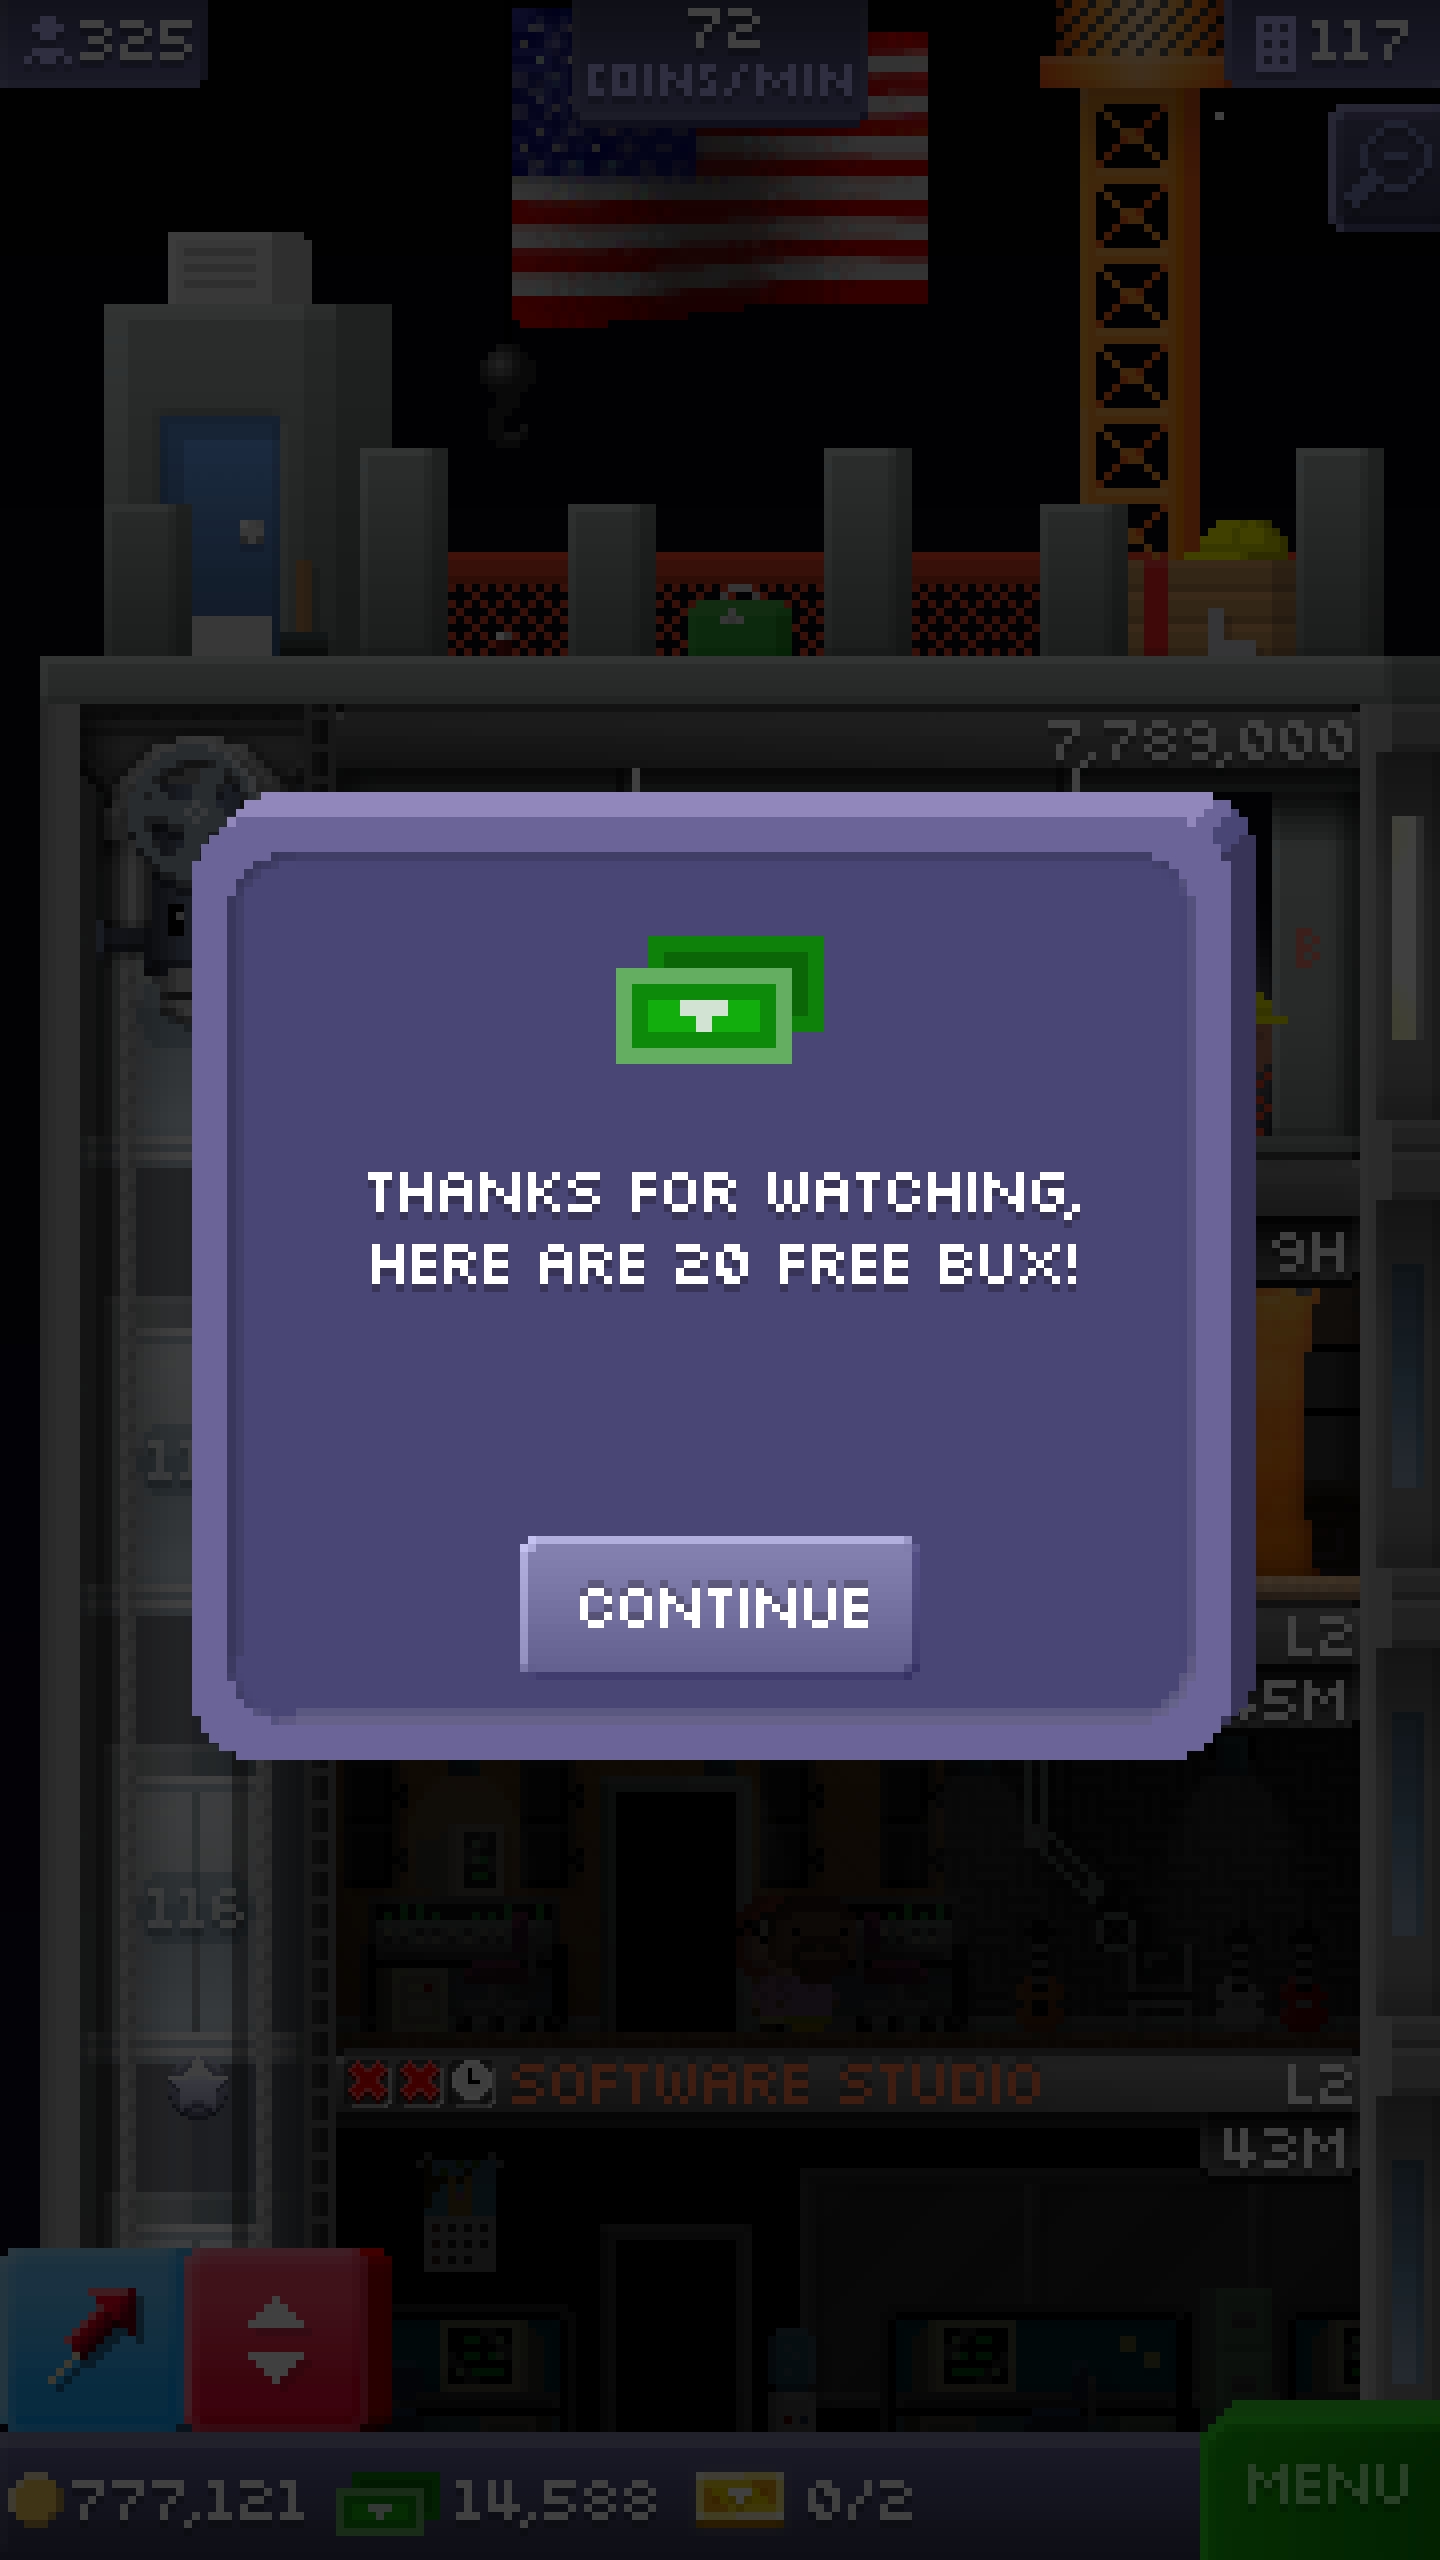 325
72
COINS/MIN
117
7,789,000
B
THANKS FOR WATCHING,
HERE ARE 20 FREE BUX!
9H
CONTINUE
L2
5M
116
SOFTWARE STUDIO
L2
43M
777,121
14,588
0/2
MENU